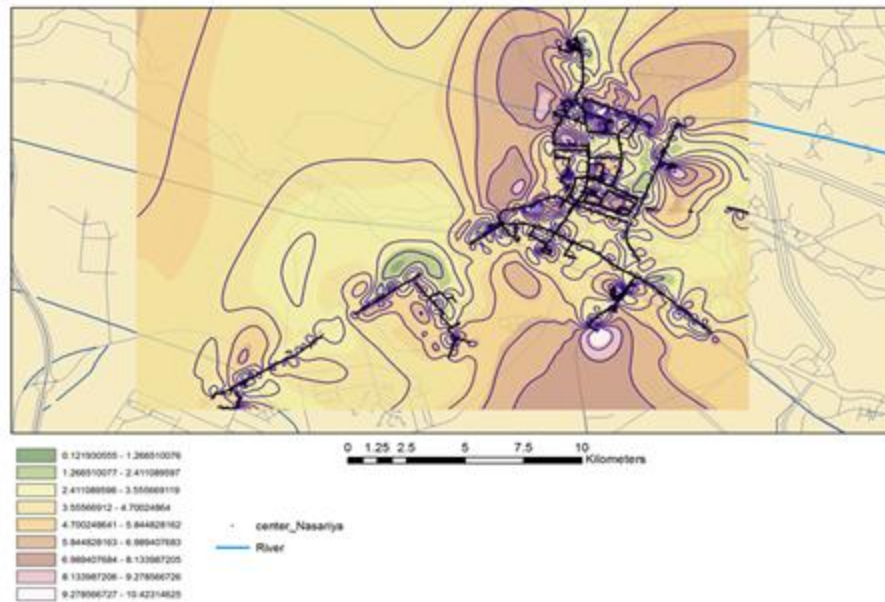 0 1.25 2.5 5 7.5 10
Kilometers
0.121930555 - 1.266510076
1.266510077 - 2.411089597
2.411089598 - 3.555669119
3.55566912 - 4.70024864
4.700248641 - 5.844828162
5.844828163 - 6.989407683
6.989407684 - 8.133987205
8.133987206 - 9.278566726
9.278566727 - 10.42314625
center_Nasariya
River